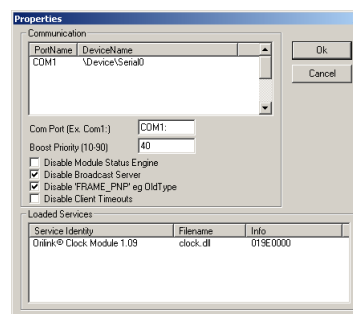 Properties
Communication
PortName DeviceName
COM1 \Device\Serial0
Ok
Cancel
Com Port (Ex. Com1:) COM1:
Boost Priority (10-90) 40
Disable Module Status Engine
Disable Broadcast Server
Disable 'FRAME_PNP' eg OldType
Disable Client Timeouts
Loaded Services
Service Identity Filename Info
Orilink® Clock Module 1.09 clock.dll 019E0000